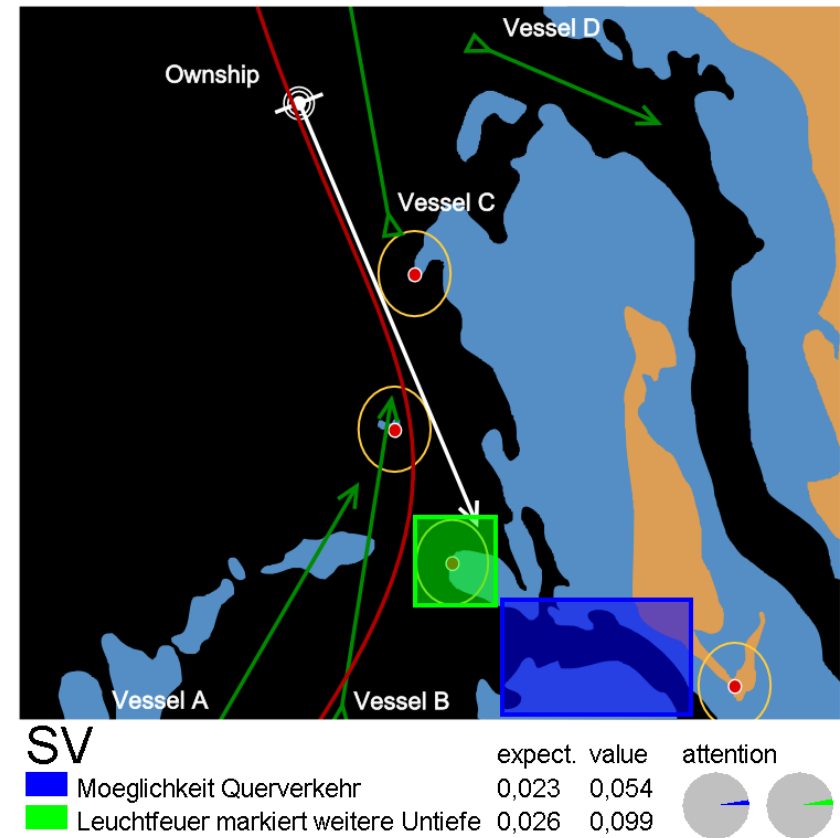 Vessel D
Ownship
Vessel C
Vessel A
Vessel B
SV
expect. value attention
Moeglichkeit Querverkehr 0,023 0,054
Leuchtfeuer markiert weitere Untiefe 0,026 0,099